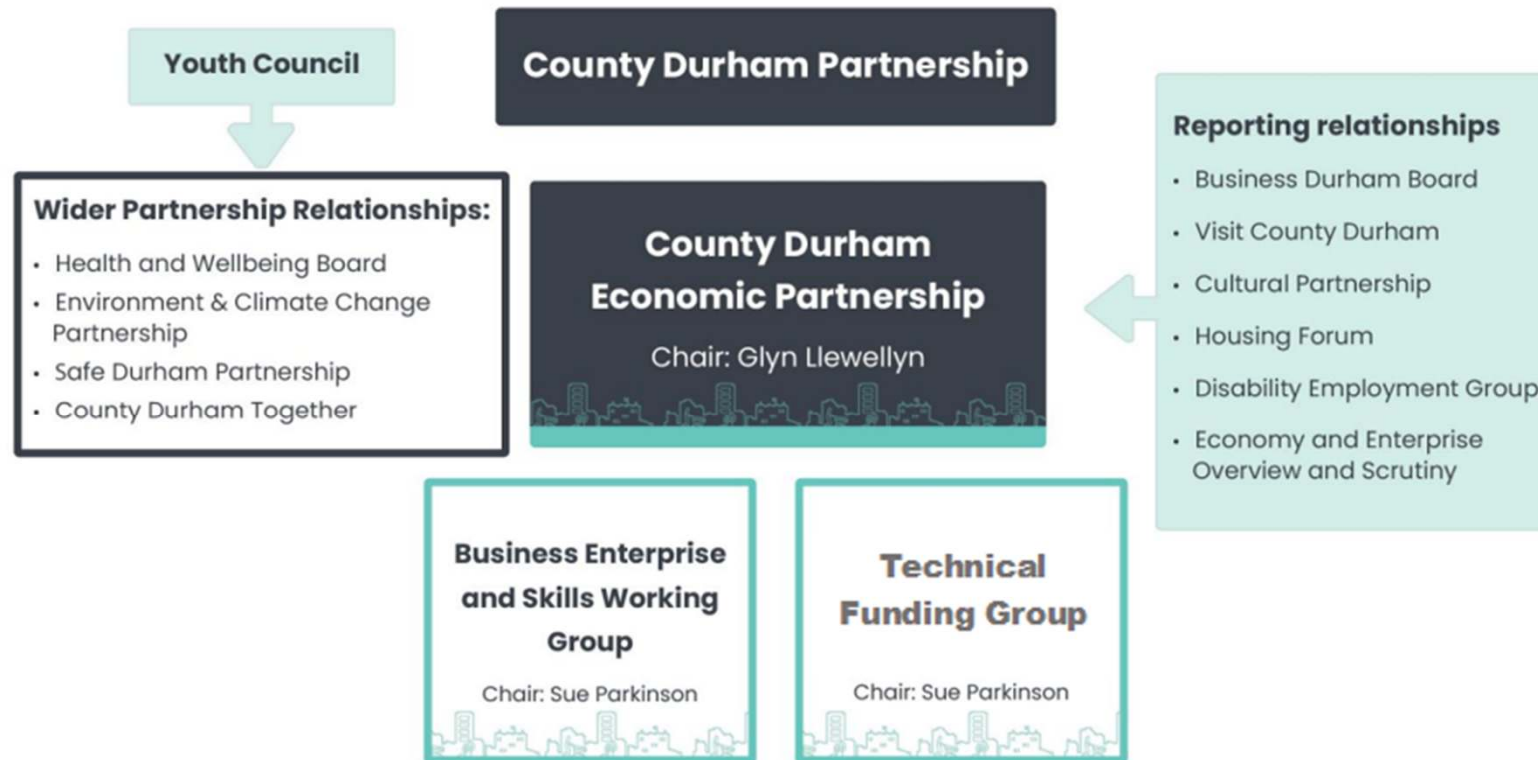 Youth Council
County Durham Partnership
Wider Partnership Relationships:
• Health and Wellbeing Board
• Environment & Climate Change
Partnership
• Safe Durham Partnership
• County Durham Together
County Durham
Economic Partnership
Chair: Glyn Llewellyn
Reporting relationships
• Business Durham Board
• Visit County Durham
• Cultural Partnership
• Housing Forum
• Disability Employment Group
• Economy and Enterprise
Overview and Scrutiny
Business Enterprise
and Skills Working
Group
Chair: Sue Parkinson
Technical
Funding Group
Chair: Sue Parkinson